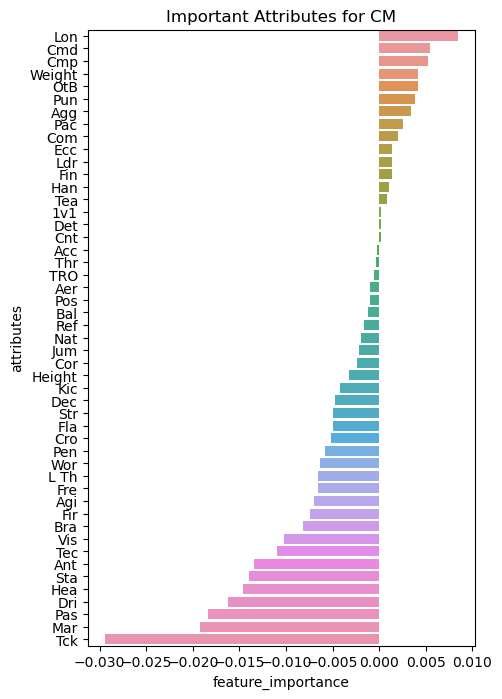 Important Attributes for CM
attributes
Lon
Cmd
Cmp
Weight
OtB
Pun
Agg
Pac
Com
Ecc
Ldr
Fin
Han
Tea
1v1
Det
Cnt
Acc
Thr
TRO
Aer
Pos
Bal
Ref
Nat
Jum
Cor
Height
Kic
Dec
Str
Fla
Cro
Pen
Wor
L Th
Fre
Agi
Fir
Bra
Vis
Tec
Ant
Sta
Hea
Dri
Pas
Mar
Tck
-0.030 -0.025 -0.020 -0.015 -0.010 -0.005 0.000 0.005 0.010
feature_importance